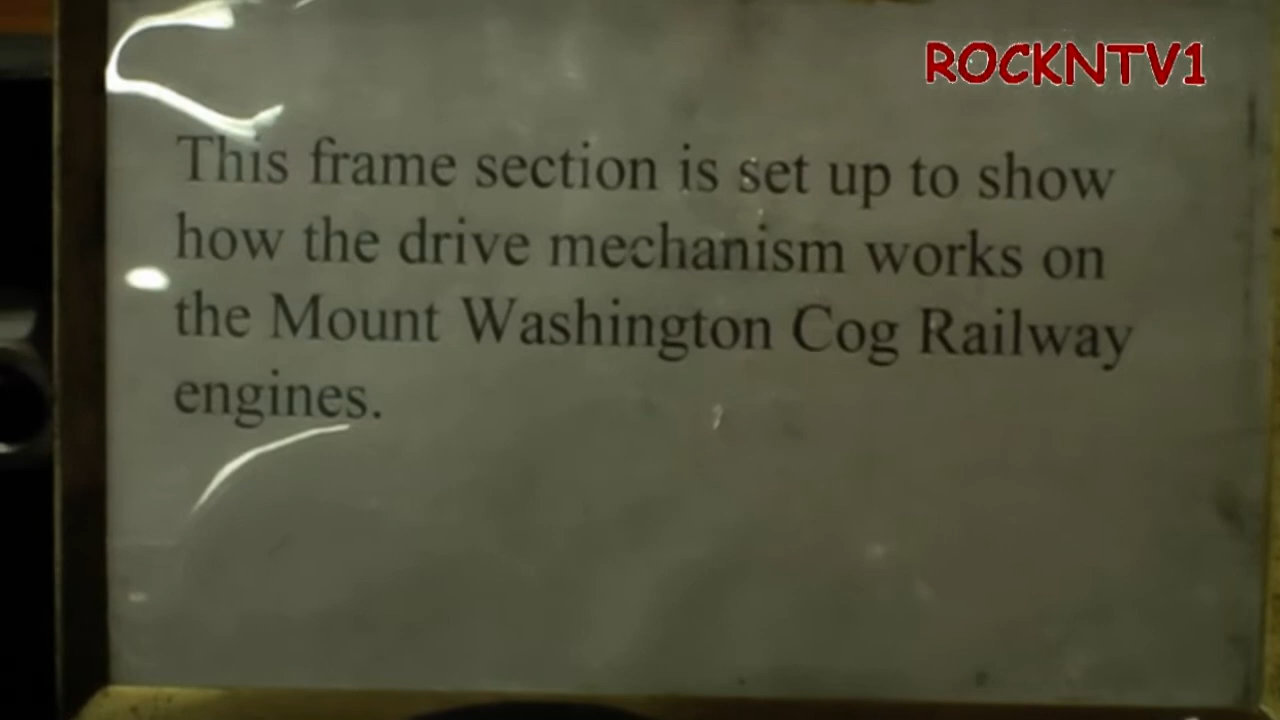 ROCKNTV1
This frame section is set up to show
how the drive mechanism works on
the Mount Washington Cog Railway
engines.